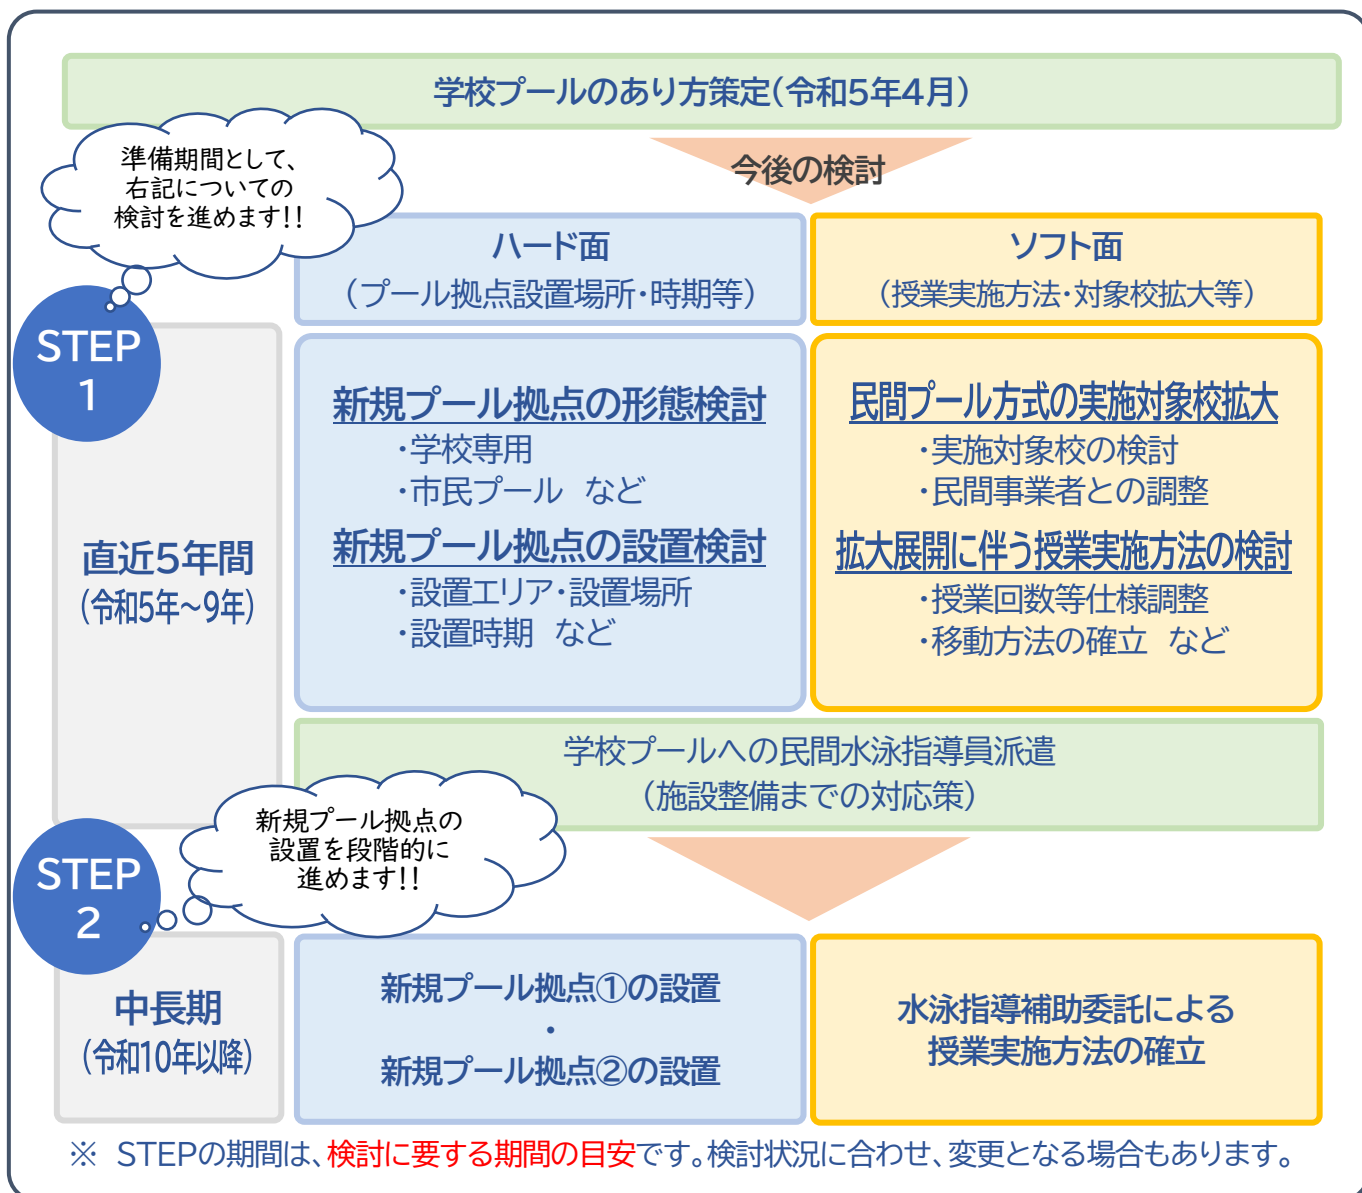 学校プールのあり方策定(令和5年4月)
今後の検討
準備期間として、
右記についての
検討を進めます!!
ハード面
(プール拠点設置場所・時期等)
ソフト面
(授業実施方法・対象校拡大等)
STEP
1
直近5年間
(令和5年~9年)
新規プール拠点の形態検討
・学校専用
・市民プール など
新規プール拠点の設置検討
・設置エリア・設置場所
・設置時期 など
民間プール方式の実施対象校拡大
・実施対象校の検討
・民間事業者との調整
拡大展開に伴う授業実施方法の検討
・授業回数等仕様調整
・移動方法の確立 など
学校プールへの民間水泳指導員派遣
(施設整備までの対応策)
新規プール拠点の
設置を段階的に
進めます!!
STEP
2
中長期
(令和10年以降)
新規プール拠点①の設置
・
新規プール拠点②の設置
水泳指導補助委託による
授業実施方法の確立
※ STEPの期間は、検討に要する期間の目安です。検討状況に合わせ、変更となる場合もあります。